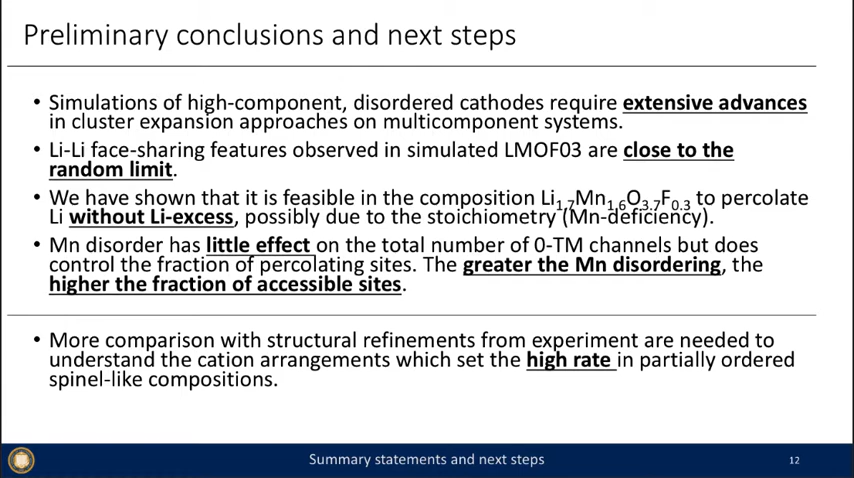 Preliminary conclusions and next steps
• Simulations of high-component, disordered cathodes require extensive advances
in cluster expansion approaches on multicomponent systems.
• Li-Li face-sharing features observed in simulated LMOF03 are close to the
random limit.
• We have shown that it is feasible in the composition Li1.7Mn1.6O3.7F0.3 to percolate
Li without Li-excess, possibly due to the stoichiometry (Mn-deficiency).
• Mn disorder has little effect on the total number of 0-TM channels but does
control the fraction of percolating sites. The greater the Mn disordering, the
higher the fraction of accessible sites.
• More comparison with structural refinements from experiment are needed to
understand the cation arrangements which set the high rate in partially ordered
spinel-like compositions.
Summary statements and next steps
12